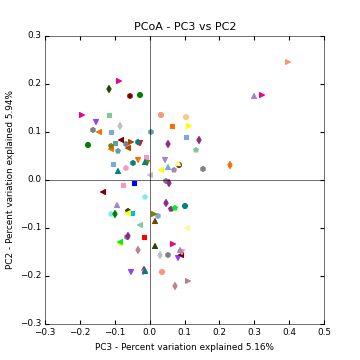 PCoA - PC3 vs PC2
0.3
0.2
0.1
0.0
−0.1
−0.2
−0.3
PC2 - Percent variation explained 5.94%
−0.3 −0.2 −0.1 0.0 0.1 0.2 0.3 0.4 0.5
PC3 - Percent variation explained 5.16%